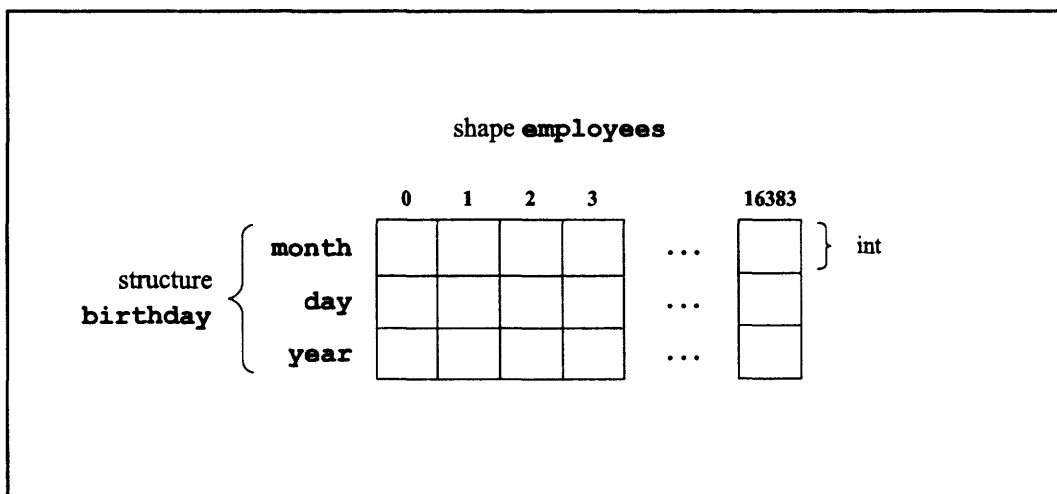 shape employees
0 1 2 3 16383
month ... int
structure
day ...
birthday
year ...